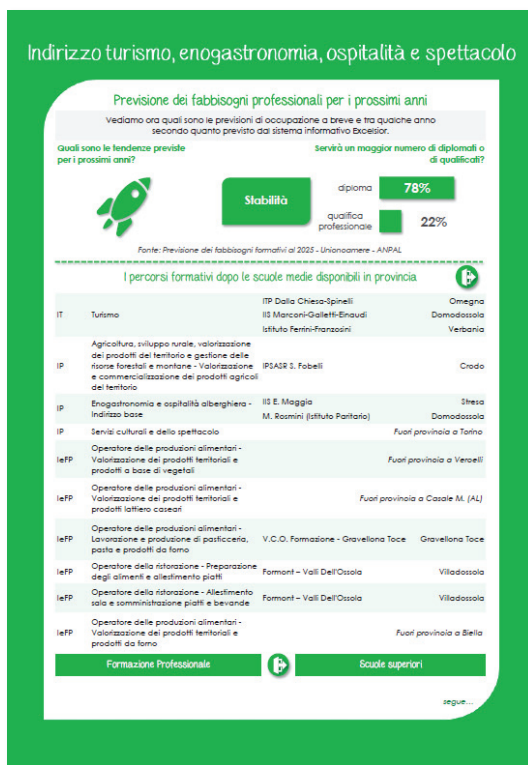 Indirizzo turismo, enogastronomia, ospitalità e spettacolo
Previsione dei fabbisogni professionali per i prossimi anni
Vediamo ora quali sono le previsioni di occupazione a breve e tra qualche anno
secondo quanto previsto dal sistema informativo Excelsior.
Quali sono le tendenze previste
per i prossimi anni?
Servirà un maggior numero di diplomati o
di qualificati?
Stabilità
diploma 78%
qualifica
professionale 22%
Fonte: Previsione dei fabbisogni formativi al 2025 - Unioncamere - ANPAL
I percorsi formativi dopo le scuole medie disponibili in provincia
IT Turismo
ITP Dalla Chiesa-Spinelli Omegna
IIS Marconi-Galletti-Einaudi Domodossola
Istituto Ferrini-Franzosini Verbania
IP Agricoltura, sviluppo rurale, valorizzazione
dei prodotti del territorio e gestione delle
risorse forestali e montane - Valorizzazione
e commercializzazione dei prodotti agricoli
del territorio
IPSASR S. Fobelli Crodo
IP Enogastronomia e ospitalità alberghiera -
Indirizzo base
IIS E. Maggia Stresa
M. Rosmini (Istituto Paritario) Domodossola
IP Servizi culturali e dello spettacolo Fuori provincia a Torino
IeFP Operatore delle produzioni alimentari -
Valorizzazione dei prodotti territoriali e
prodotti a base di vegetali
Fuori provincia a Vercelli
IeFP Operatore delle produzioni alimentari -
Valorizzazione dei prodotti territoriali e
prodotti lattiero caseari
Fuori provincia a Casale M. (AL)
IeFP Operatore delle produzioni alimentari -
Lavorazione e produzione di pasticceria,
pasta e prodotti da forno
V.C.O. Formazione - Gravellona Toce Gravellona Toce
IeFP Operatore della ristorazione - Preparazione
degli alimenti e allestimento piatti
Formont – Valli Dell'Ossola Villadossola
IeFP Operatore della ristorazione - Allestimento
sala e somministrazione piatti e bevande
Formont – Valli Dell'Ossola Villadossola
IeFP Operatore delle produzioni alimentari -
Valorizzazione dei prodotti territoriali e
prodotti da forno
Fuori provincia a Biella
Formazione Professionale Scuole superiori
segue...